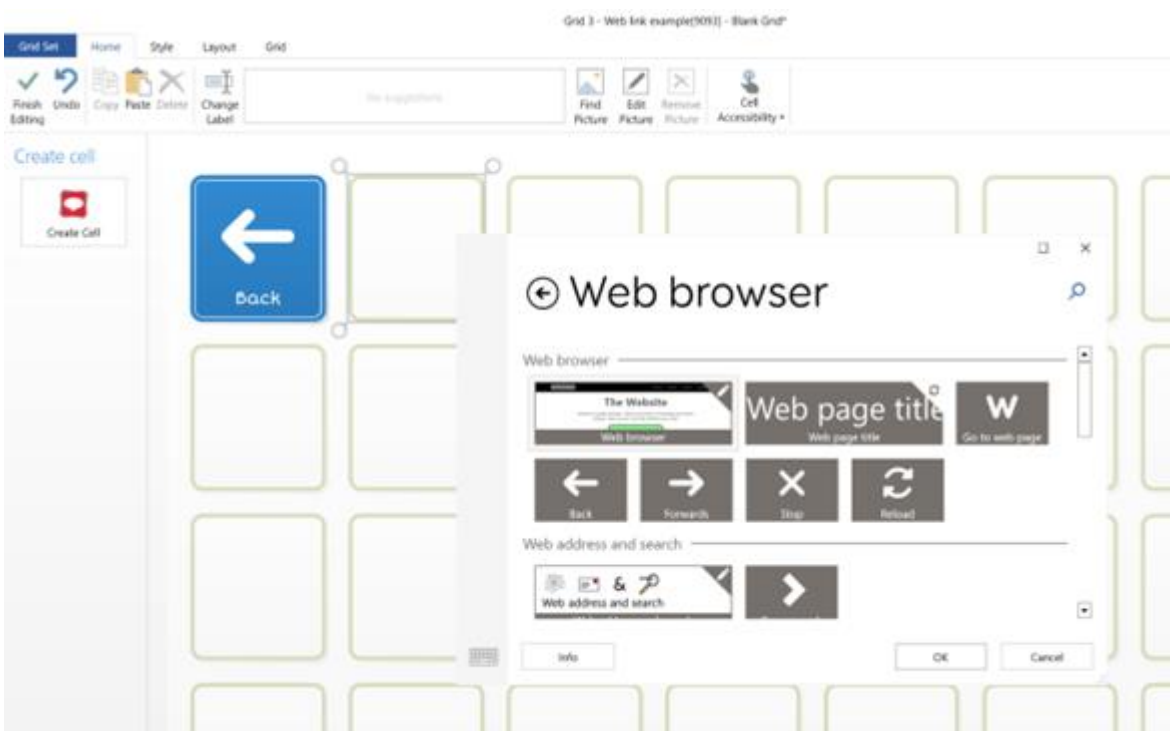 Grid 3 - Web link example(9093) - Blank Grid*
Grid Set Home Style Layout Grid
Finish Editing Undo Copy Paste Delete Change Label No suggestions Find Picture Edit Picture Remove Picture Cell Accessibility
Create cell
Create Cell
Back
Web browser
Web browser
The Website
Web browser
Web page title
Web page title
W
Go to web page
Back Forwards Stop Reload
Web address and search
&
Web address and search
Info OK Cancel